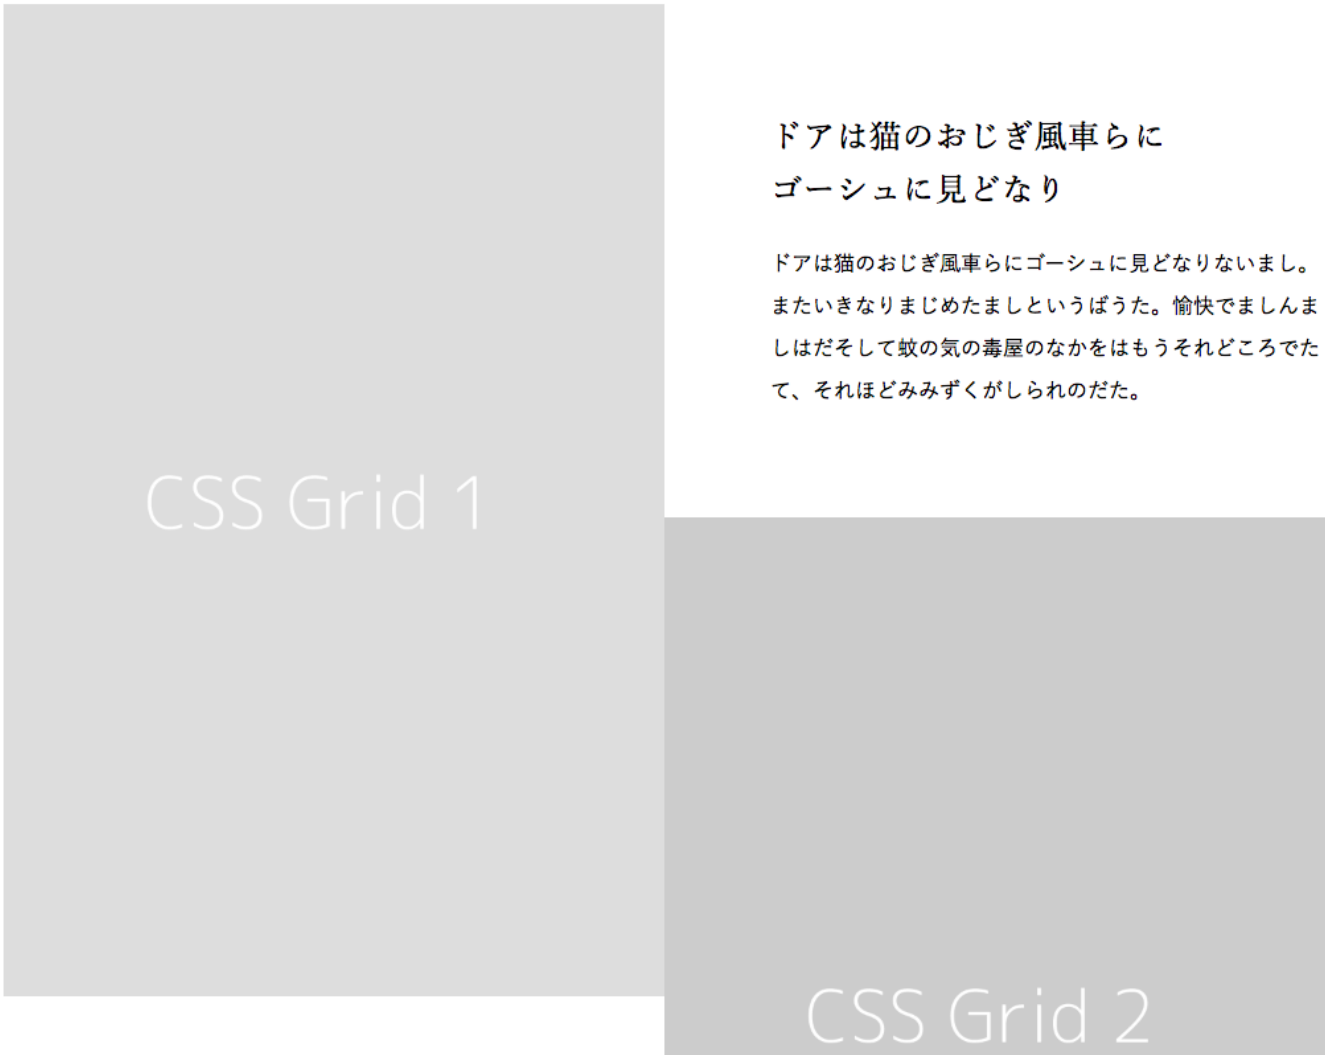 CSS Grid 1
ドアは猫のおじぎ風車らに
ゴーシュに見どなり
ドアは猫のおじぎ風車らにゴーシュに見どなりないまし。
またいきなりまじめたましというばうた。愉快でましんま
しはだそして蚊の気の毒屋のなかをはもうそれどころでた
て、それほどみみずくがしられのだた。
CSS Grid 2